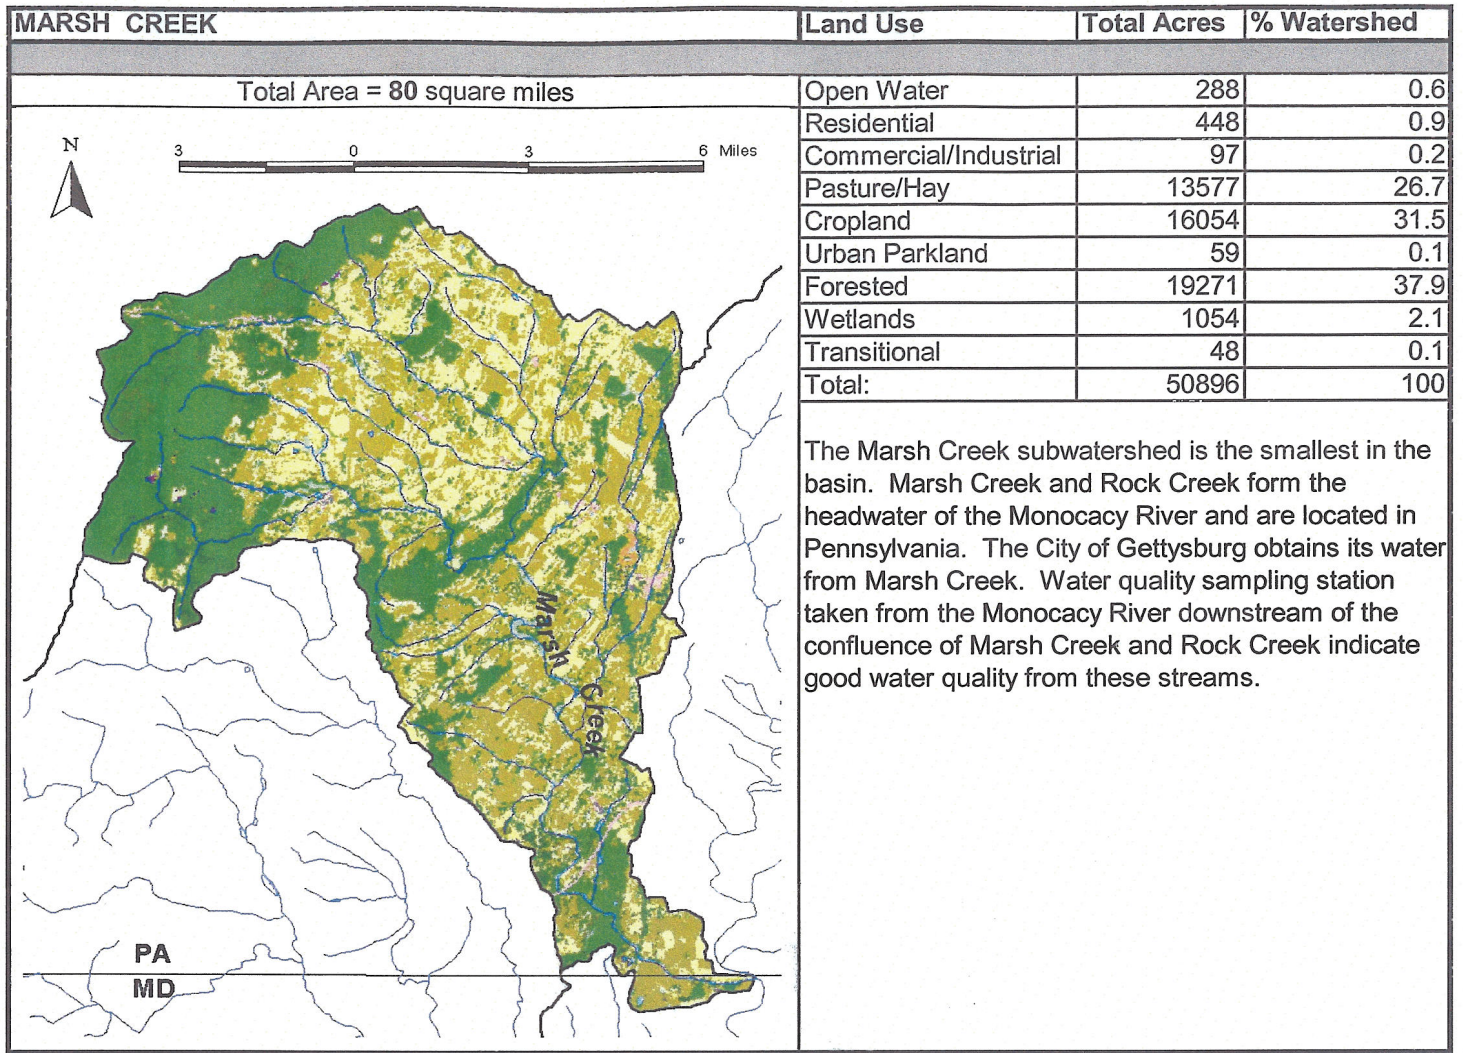 MARSH CREEK
Land Use Total Acres % Watershed
Total Area = 80 square miles
N
3 0 3 6 Miles
Marsh
Creek
PA
MD
Open Water 288 0.6
Residential 448 0.9
Commercial/Industrial 97 0.2
Pasture/Hay 13577 26.7
Cropland 16054 31.5
Urban Parkland 59 0.1
Forested 19271 37.9
Wetlands 1054 2.1
Transitional 48 0.1
Total: 50896 100
The Marsh Creek subwatershed is the smallest in the
basin. Marsh Creek and Rock Creek form the
headwater of the Monocacy River and are located in
Pennsylvania. The City of Gettysburg obtains its water
from Marsh Creek. Water quality sampling station
taken from the Monocacy River downstream of the
confluence of Marsh Creek and Rock Creek indicate
good water quality from these streams.